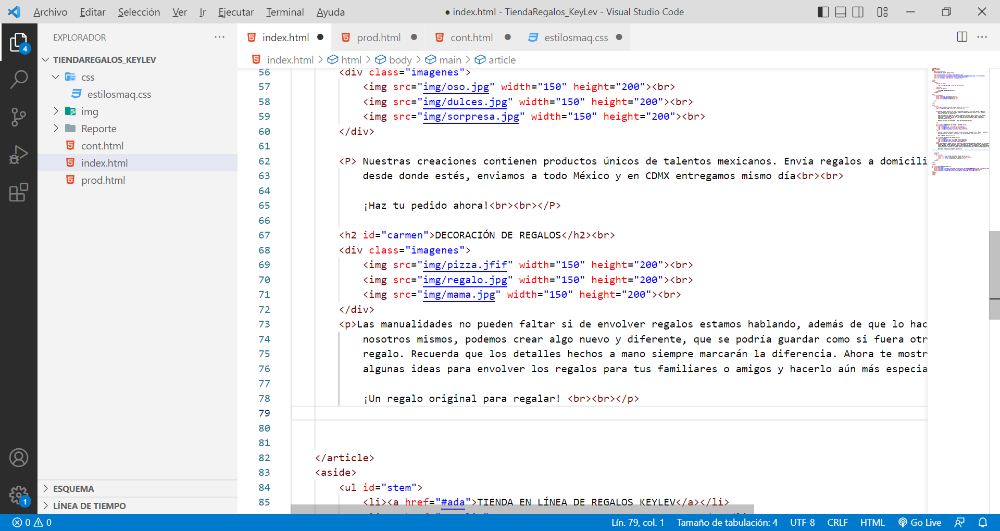 Archivo Editar Selección Ver Ir Ejecutar Terminal Ayuda ● index.html - TiendaRegalos_KeyLev - Visual Studio Code
EXPLORADOR ···
4
TIENDAREGALOS_KEYLEV
css
estilosmaq.css
img
Reporte
cont.html
index.html
prod.html
ESQUEMA
LÍNEA DE TIEMPO
1
index.html ● prod.html ● cont.html ● estilosmaq.css ●
index.html > html > body > main > article
56 <div class="imagenes">
57 <img src="img/oso.jpg" width="150" height="200"><br>
58 <img src="img/dulces.jpg" width="150" height="200"><br>
59 <img src="img/sorpresa.jpg" width="150" height="200"><br>
60 </div>
61
62 <P> Nuestras creaciones contienen productos únicos de talentos mexicanos. Envía regalos a domicili
63 desde donde estés, enviamos a todo México y en CDMX entregamos mismo día<br><br>
64
65 ¡Haz tu pedido ahora!<br><br></P>
66
67 <h2 id="carmen">DECORACIÓN DE REGALOS</h2><br>
68 <div class="imagenes">
69 <img src="img/pizza.jfif" width="150" height="200"><br>
70 <img src="img/regalo.jpg" width="150" height="200"><br>
71 <img src="img/mama.jpg" width="150" height="200"><br>
72 </div>
73 <p>Las manualidades no pueden faltar si de envolver regalos estamos hablando, además de que lo hac
74 nosotros mismos, podemos crear algo nuevo y diferente, que se podría guardar como si fuera otr
75 regalo. Recuerda que los detalles hechos a mano siempre marcarán la diferencia. Ahora te mostr
76 algunas ideas para envolver los regalos para tus familiares o amigos y hacerlo aún más especia
77
78 ¡Un regalo original para regalar! <br><br></p>
79
80
81
82 </article>
83 <aside>
84 <ul id="stem">
85 <li><a href="#ada">TIENDA EN LÍNEA DE REGALOS KEYLEV</a></li>
0 0 Lín. 79, col. 1 Tamaño de tabulación: 4 UTF-8 CRLF HTML Go Live